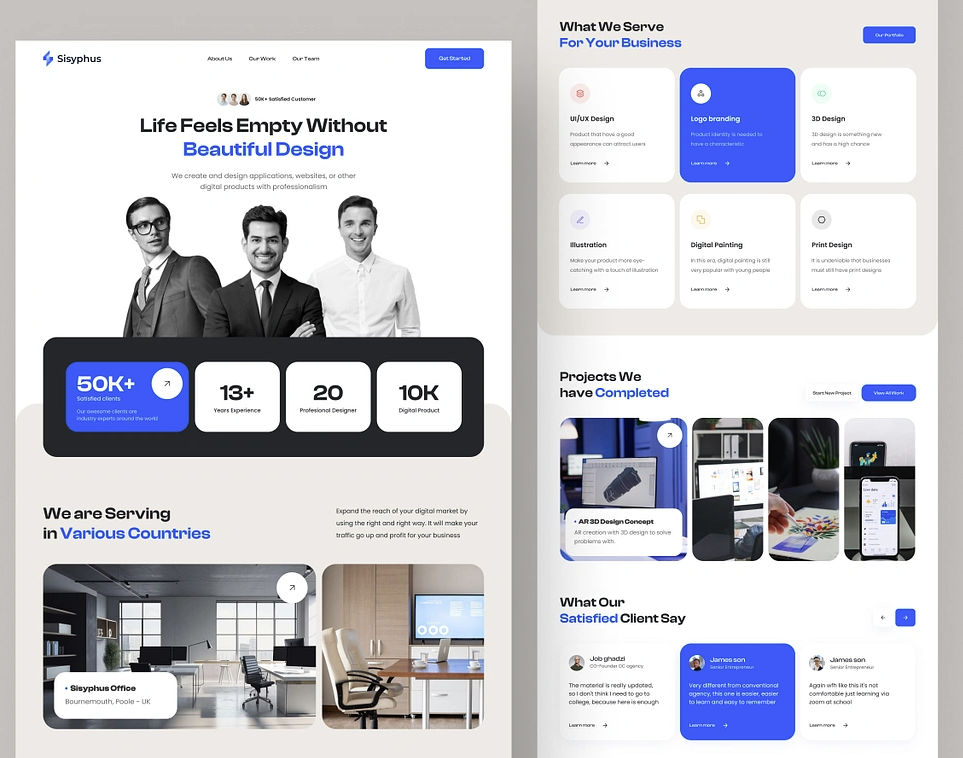 Sisyphus
About Us
Our Work
Our Team
Get Started
50K+ Satisfied Customer
Life Feels Empty Without
Beautiful Design
We create and design applications, websites, or other
digital products with professionalism
50K+
Satisfied clients
Our awesome clients are
industry experts around the world
13+
Years Experience
20
Profesional Designer
10K
Digital Product
We are Serving
in Various Countries
Expand the reach of your digital market by
using the right and right way. It will make your
traffic go up and profit for your business
Sisyphus Office
Bournemouth, Poole - UK
What We Serve
For Your Business
Our Portfolio
UI/UX Design
Product that have a good
appearance can attract users
Learn more
Logo branding
Product identity is needed to
have a characteristic
Learn more
3D Design
3D design is something new
and has a high chance
Learn more
Illustration
Make your product more eye-
catching with a touch of illustration
Learn more
Digital Painting
In this era, digital painting is still
very popular with young people
Learn more
Print Design
It is undeniable that businesses
must still have print designs
Learn more
Projects We
have Completed
Start New Project
View All Work
AR 3D Design Concept
AR creation with 3D design to solve
problems with.
What Our
Satisfied Client Say
Job ghadzi
CO-Founder DC agency
The material is really updated,
so I don't think I need to go to
college, because here is enough
Learn more
James son
Senior Entrepreneur
Very different from conventional
agency, this one is easier, easier
to learn and easy to remember
Learn more
James son
Senior Entrepreneur
Again wfh like this it's not
comfortable just learning via
zoom at school
Learn more